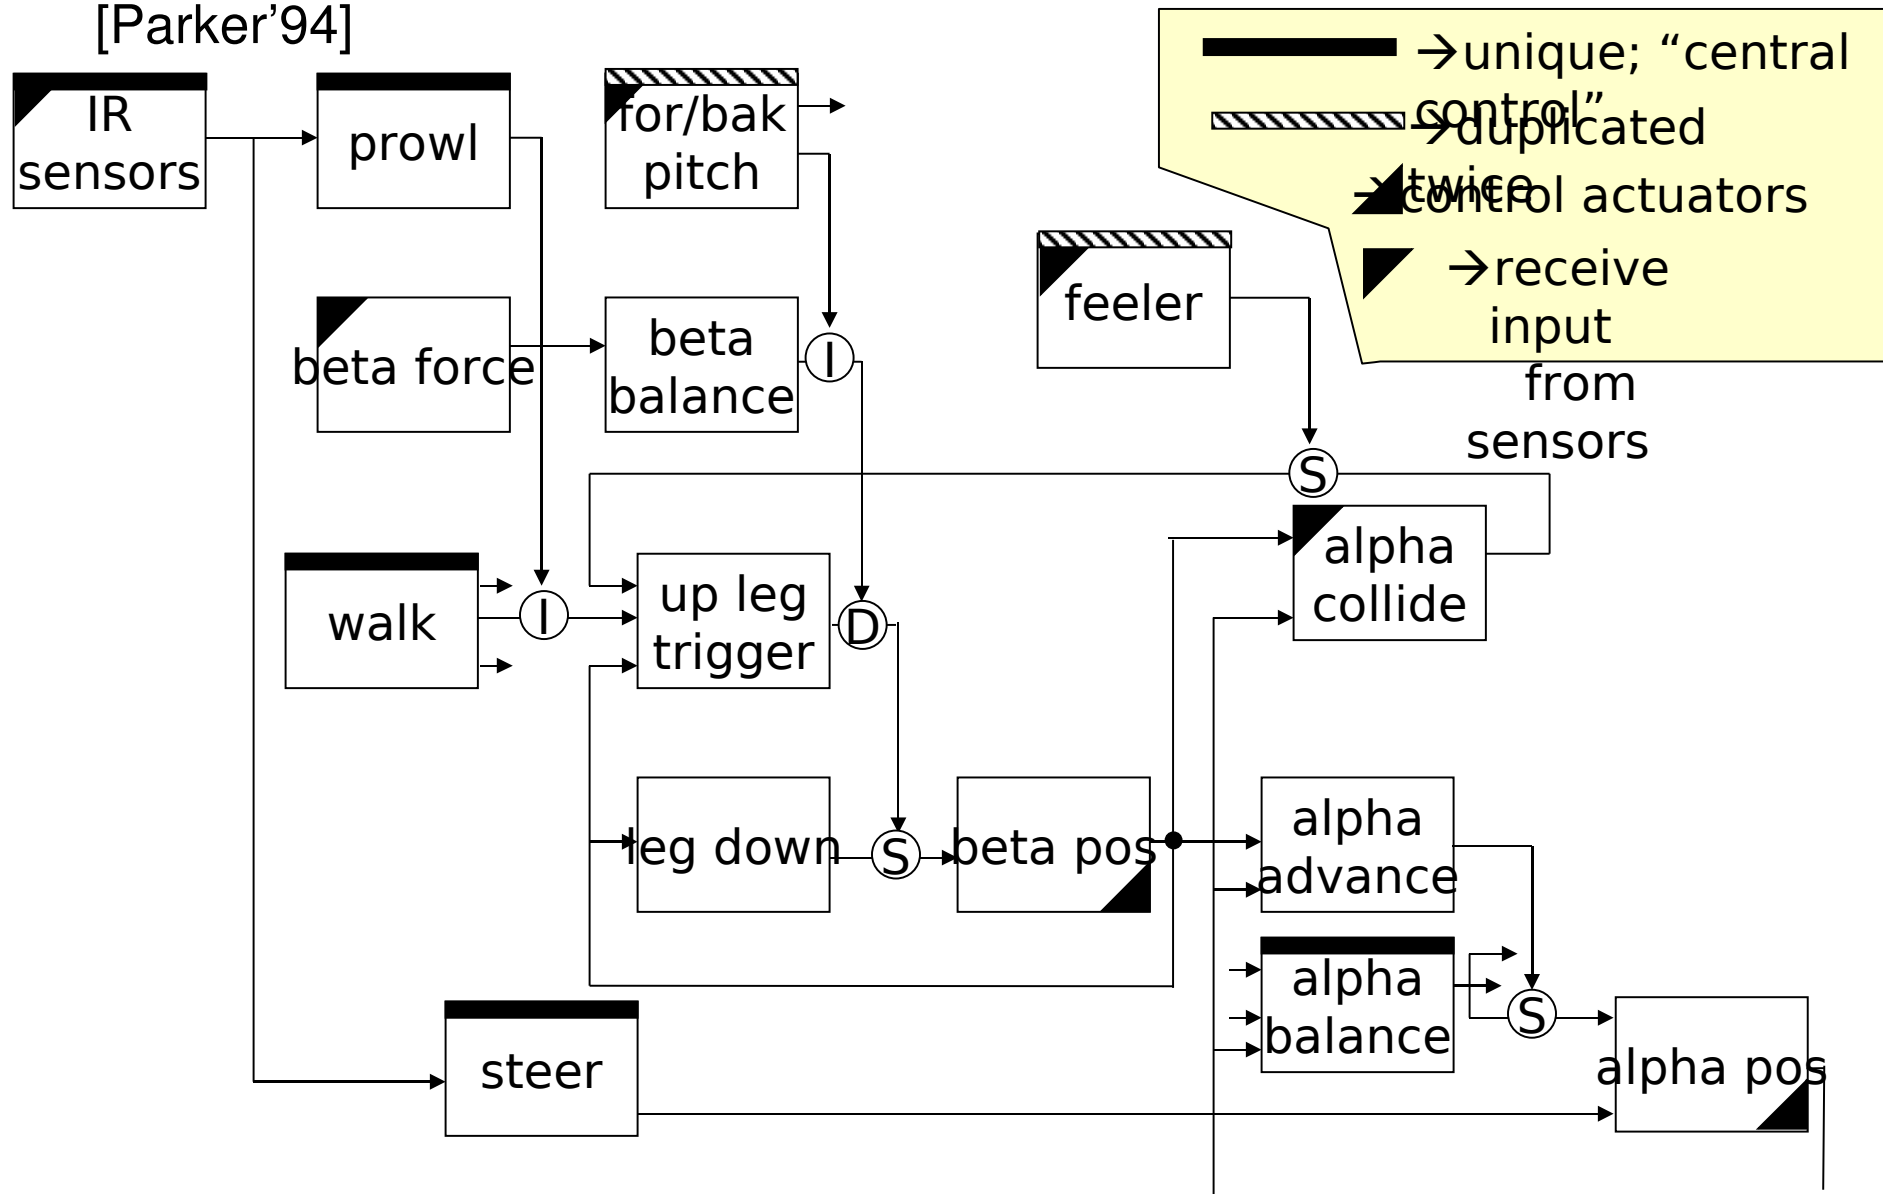 [Parker’94]
→unique; “central
control”
→duplicated
twice
→control actuators
→receive
input
from
sensors
IR
sensors
prowl
for/bak
pitch
feeler
beta force
beta
balance
I
S
walk
I
up leg
trigger
D
alpha
collide
leg down
S
beta pos
alpha
advance
alpha
balance
S
steer
alpha pos